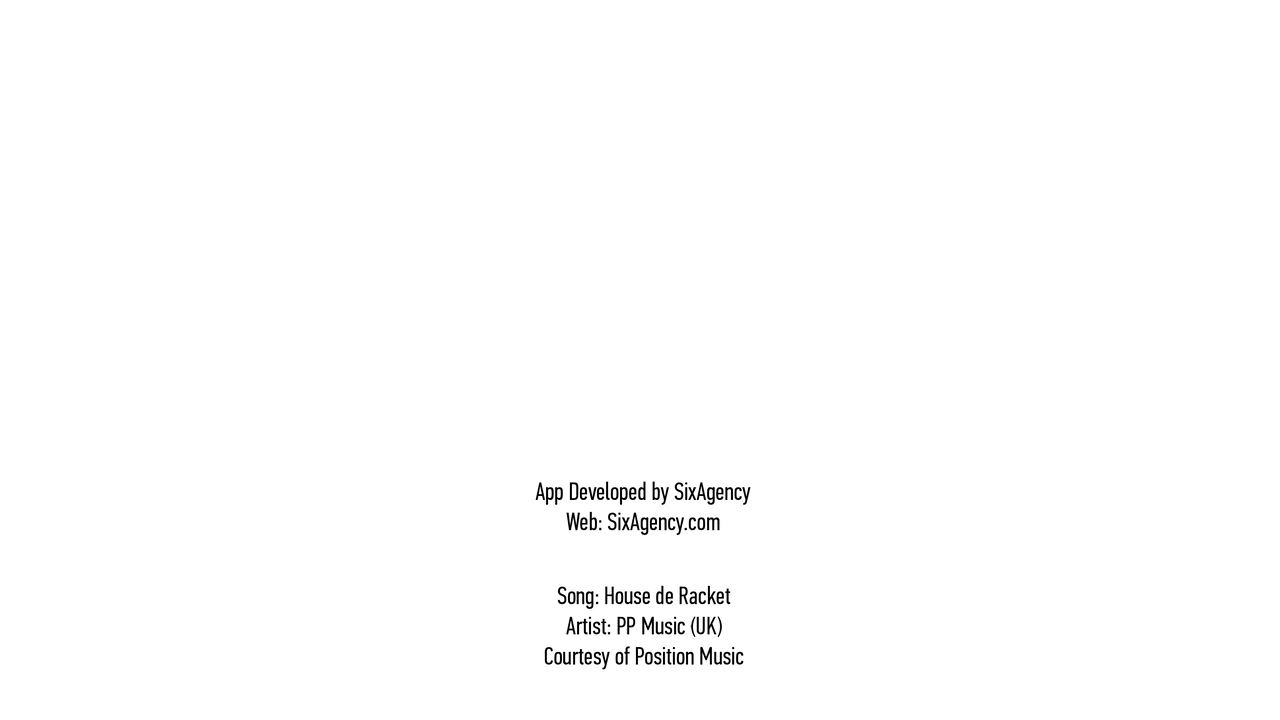 App Developed by SixAgency
Web: SixAgency.com
Song: House de Racket
Artist: PP Music (UK)
Courtesy of Position Music